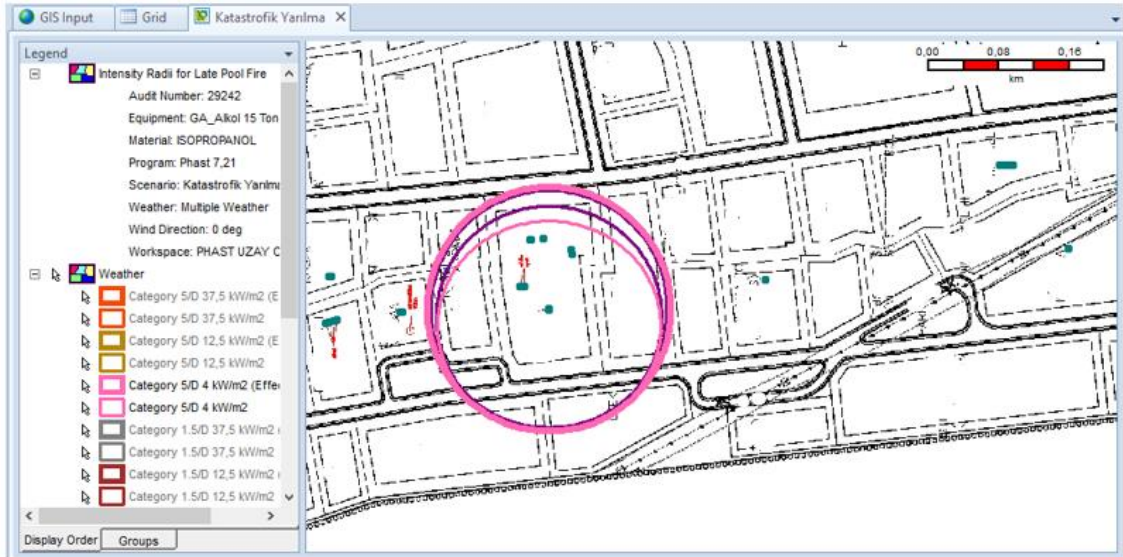 GIS Input Grid Katastrofik Yarılma
Legend
Intensity Radii for Late Pool Fire
Audit Number: 29242
Equipment: GA_Alkol 15 Ton
Material: ISOPROPANOL
Program: Phast 7,21
Scenario: Katastrofik Yarılma
Weather: Multiple Weather
Wind Direction: 0 deg
Workspace: PHAST UZAY C
Weather
Category 5/D 37,5 kW/m2 (E
Category 5/D 37,5 kW/m2
Category 5/D 12,5 kW/m2 (E
Category 5/D 12,5 kW/m2
Category 5/D 4 kW/m2 (Effe
Category 5/D 4 kW/m2
Category 1.5/D 37,5 kW/m2 (
Category 1.5/D 37,5 kW/m2
Category 1.5/D 12,5 kW/m2 (
Category 1.5/D 12,5 kW/m2
Display Order Groups
0,00 0,08 0,16
km